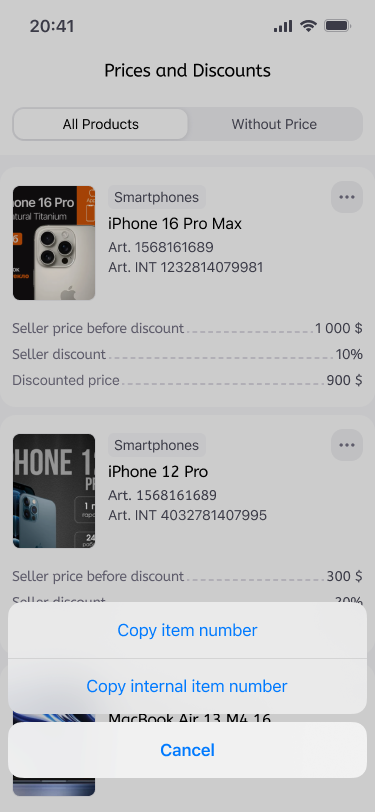 20:41
Prices and Discounts
All Products
Without Price
one 16 Pro
atural Titanium
Smartphones
iPhone 16 Pro Max
Art. 1568161689
Art. INT 1232814079981
Seller price before discount 1 000 $
Seller discount 10%
Discounted price 900 $
HONE 12
Smartphones
iPhone 12 Pro
Art. 1568161689
Art. INT 4032781407995
Seller price before discount 300 $
Seller discount 20%
Copy item number
Copy internal item number
MacBook Air 13 M4 16
Cancel